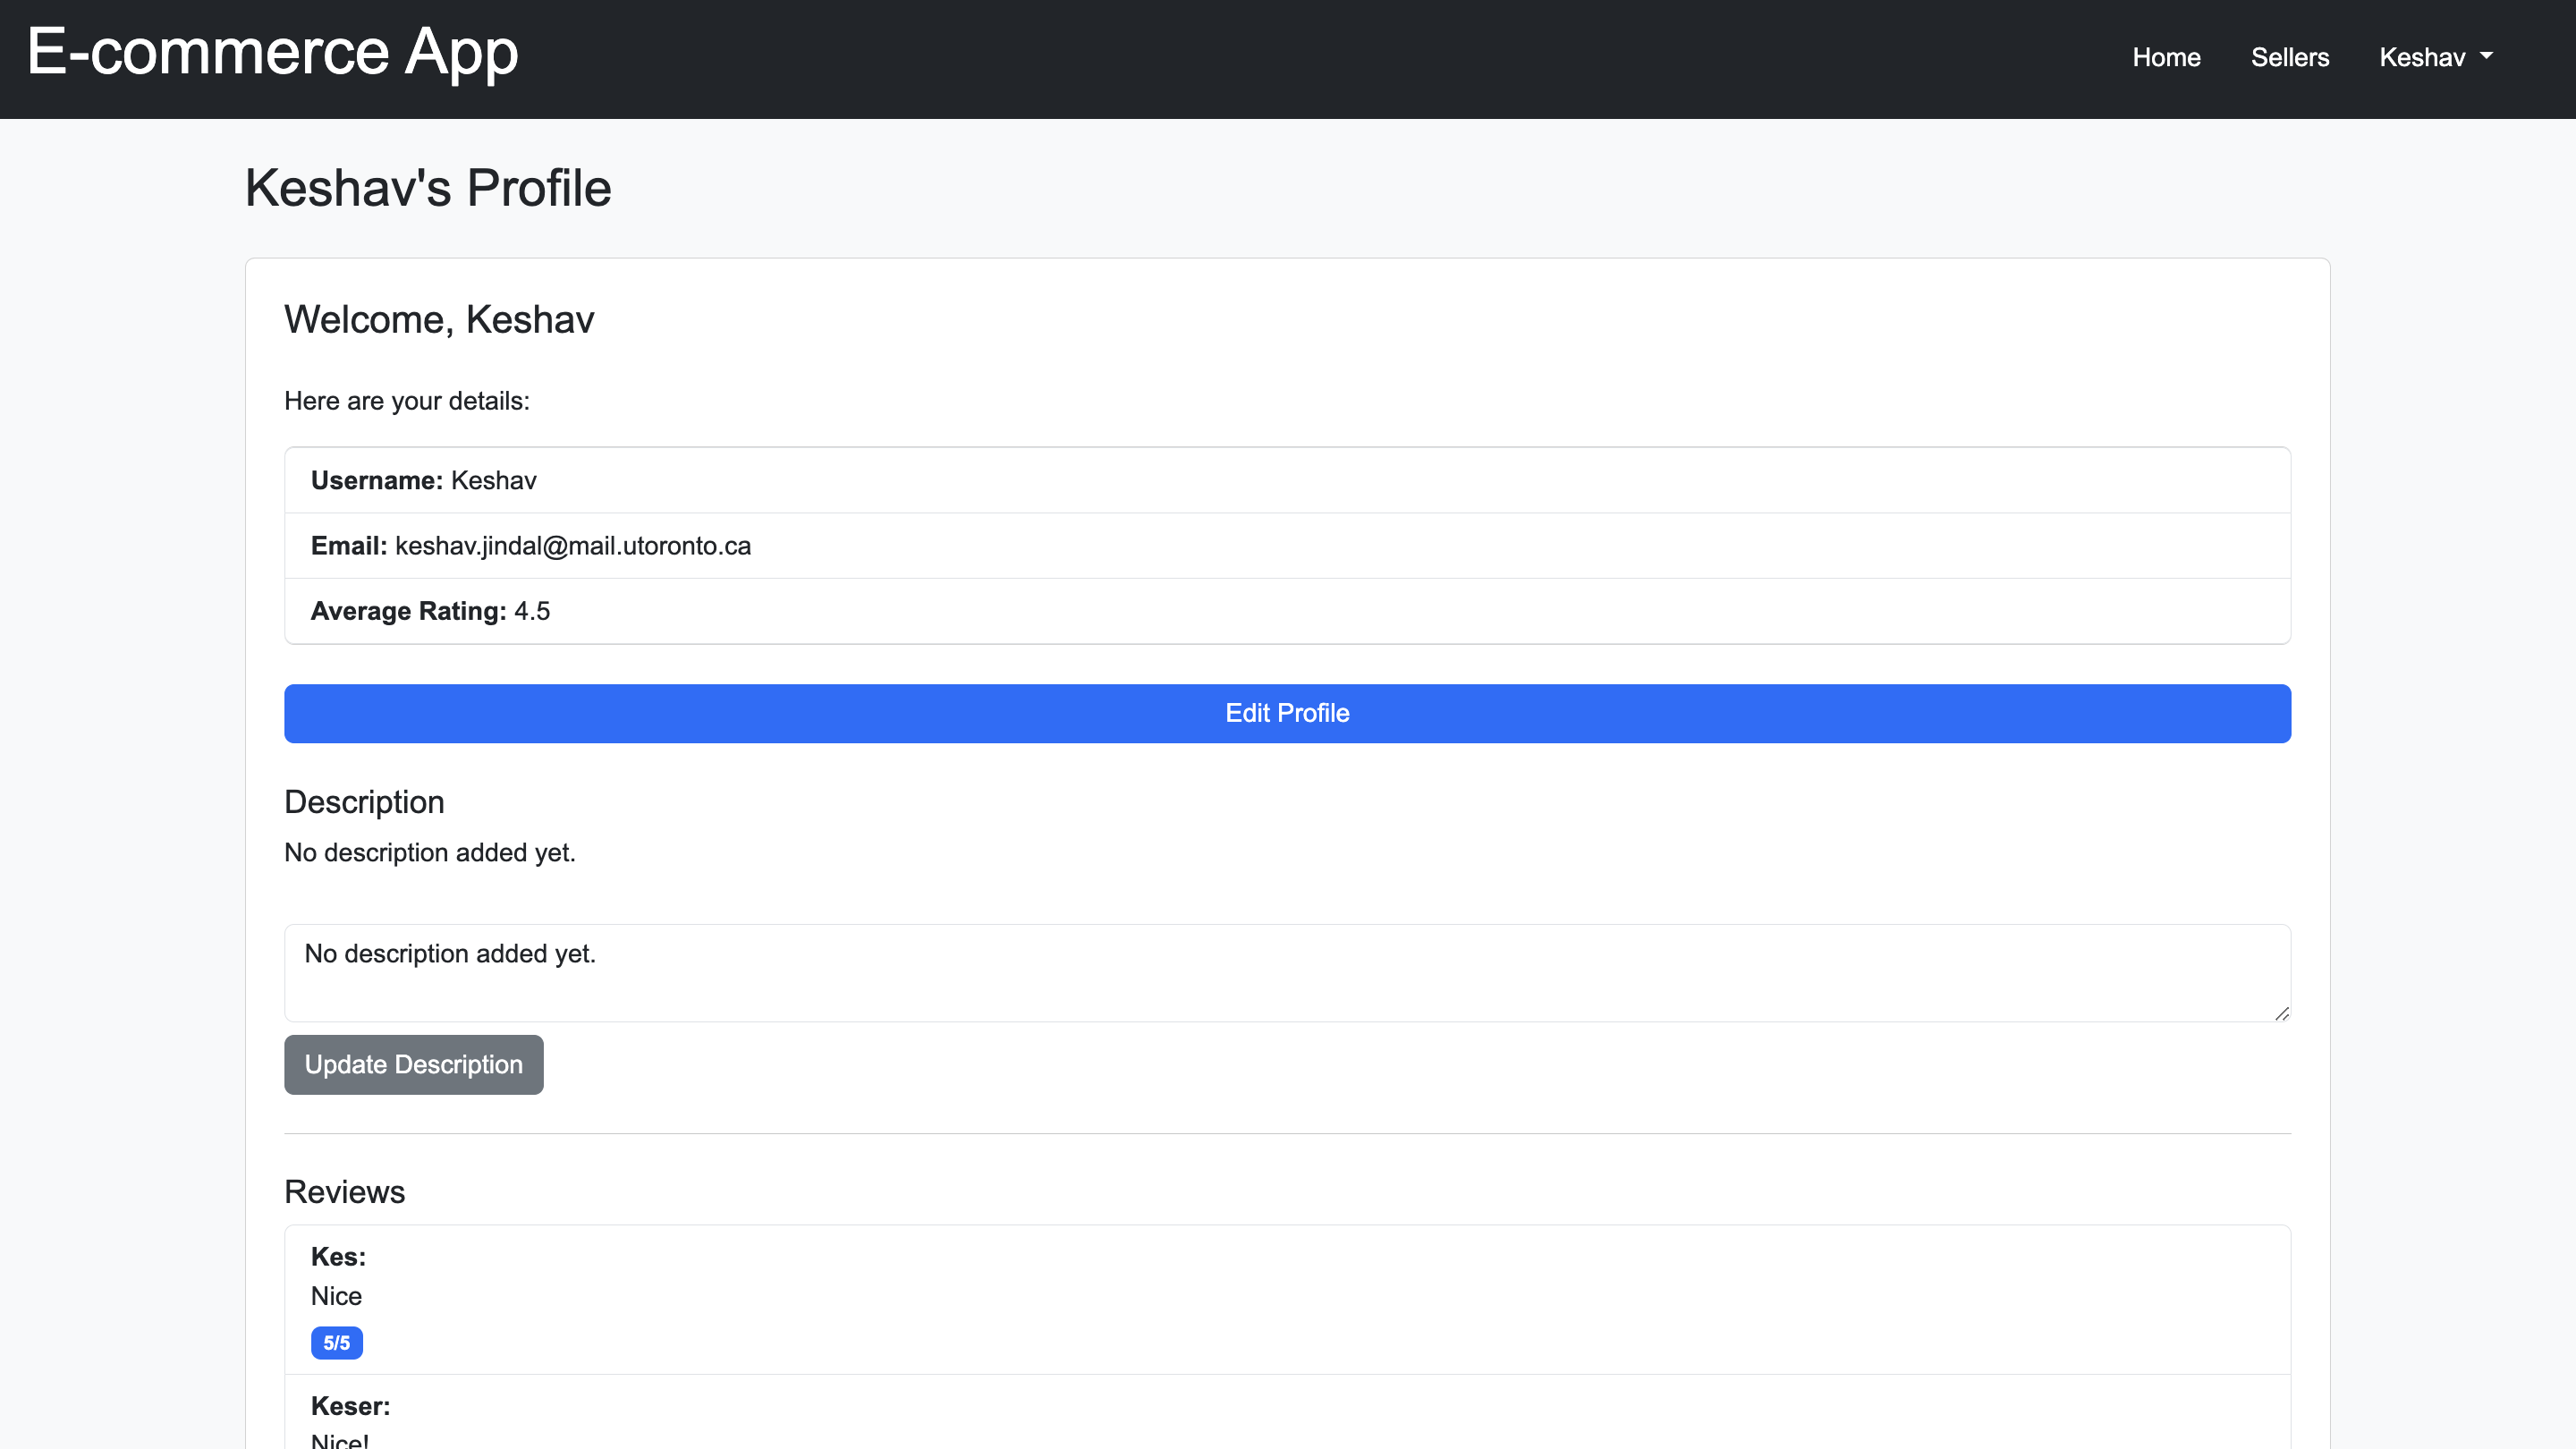 E-commerce App
Home Sellers Keshav
Keshav's Profile
Welcome, Keshav
Here are your details:
Username: Keshav
Email: keshav.jindal@mail.utoronto.ca
Average Rating: 4.5
Edit Profile
Description
No description added yet.
No description added yet.
Update Description
Reviews
Kes:
Nice
5/5
Keser:
Nice!